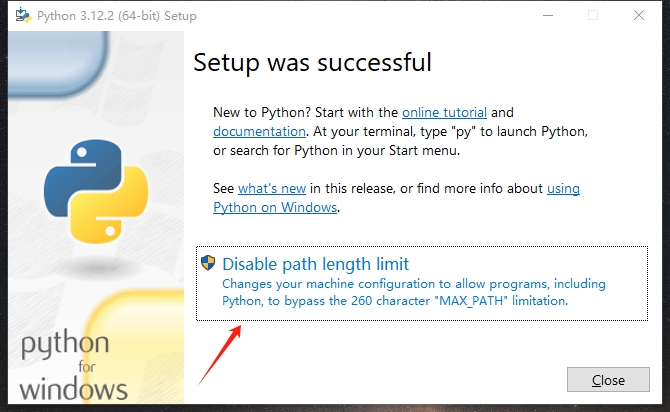 Python 3.12.2 (64-bit) Setup
Setup was successful
New to Python? Start with the online tutorial and
documentation. At your terminal, type "py" to launch Python,
or search for Python in your Start menu.
See what's new in this release, or find more info about using
Python on Windows.
Disable path length limit
Changes your machine configuration to allow programs, including
Python, to bypass the 260 character "MAX_PATH" limitation.
python
for
windows
Close